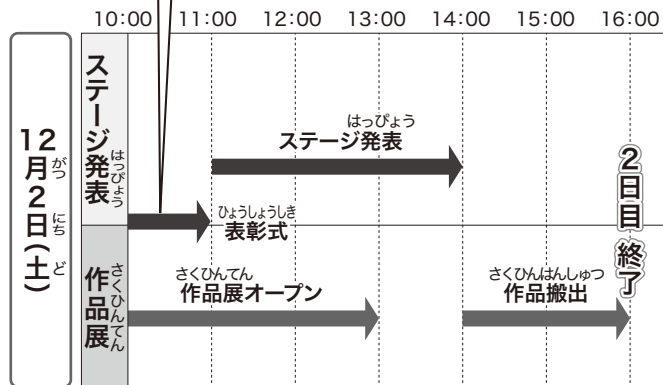 10:00 11:00 12:00 13:00 14:00 15:00 16:00
12月2日(土)
がつ にち ど
ステージ発表
はっぴょう
はっぴょう
ステージ発表
ひょうしょうしき
表彰式
2日目 終了
作品展
さくひんてん
さくひんてん
作品展オープン
さくひんはんしゅつ
作品搬出